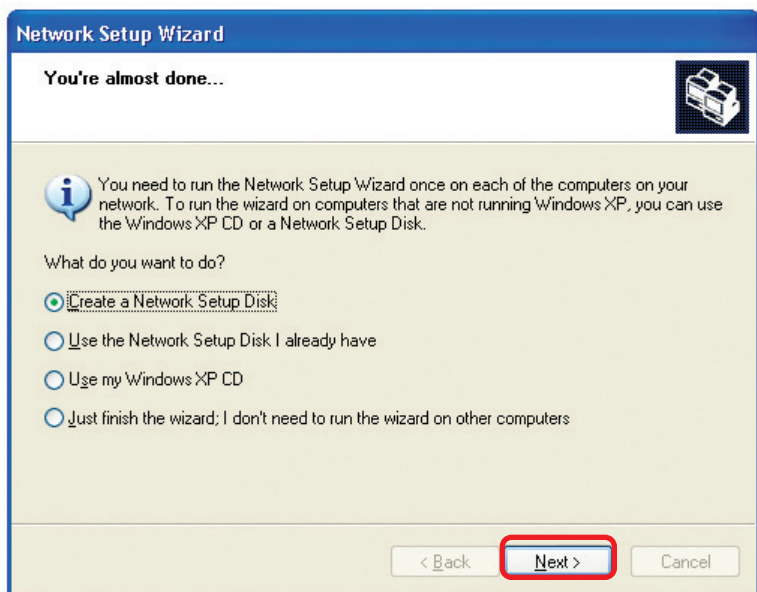 Network Setup Wizard
You're almost done...
You need to run the Network Setup Wizard once on each of the computers on your
network. To run the wizard on computers that are not running Windows XP, you can use
the Windows XP CD or a Network Setup Disk.
What do you want to do?
Create a Network Setup Disk
Use the Network Setup Disk I already have
Use my Windows XP CD
Just finish the wizard; I don't need to run the wizard on other computers
< Back Next > Cancel